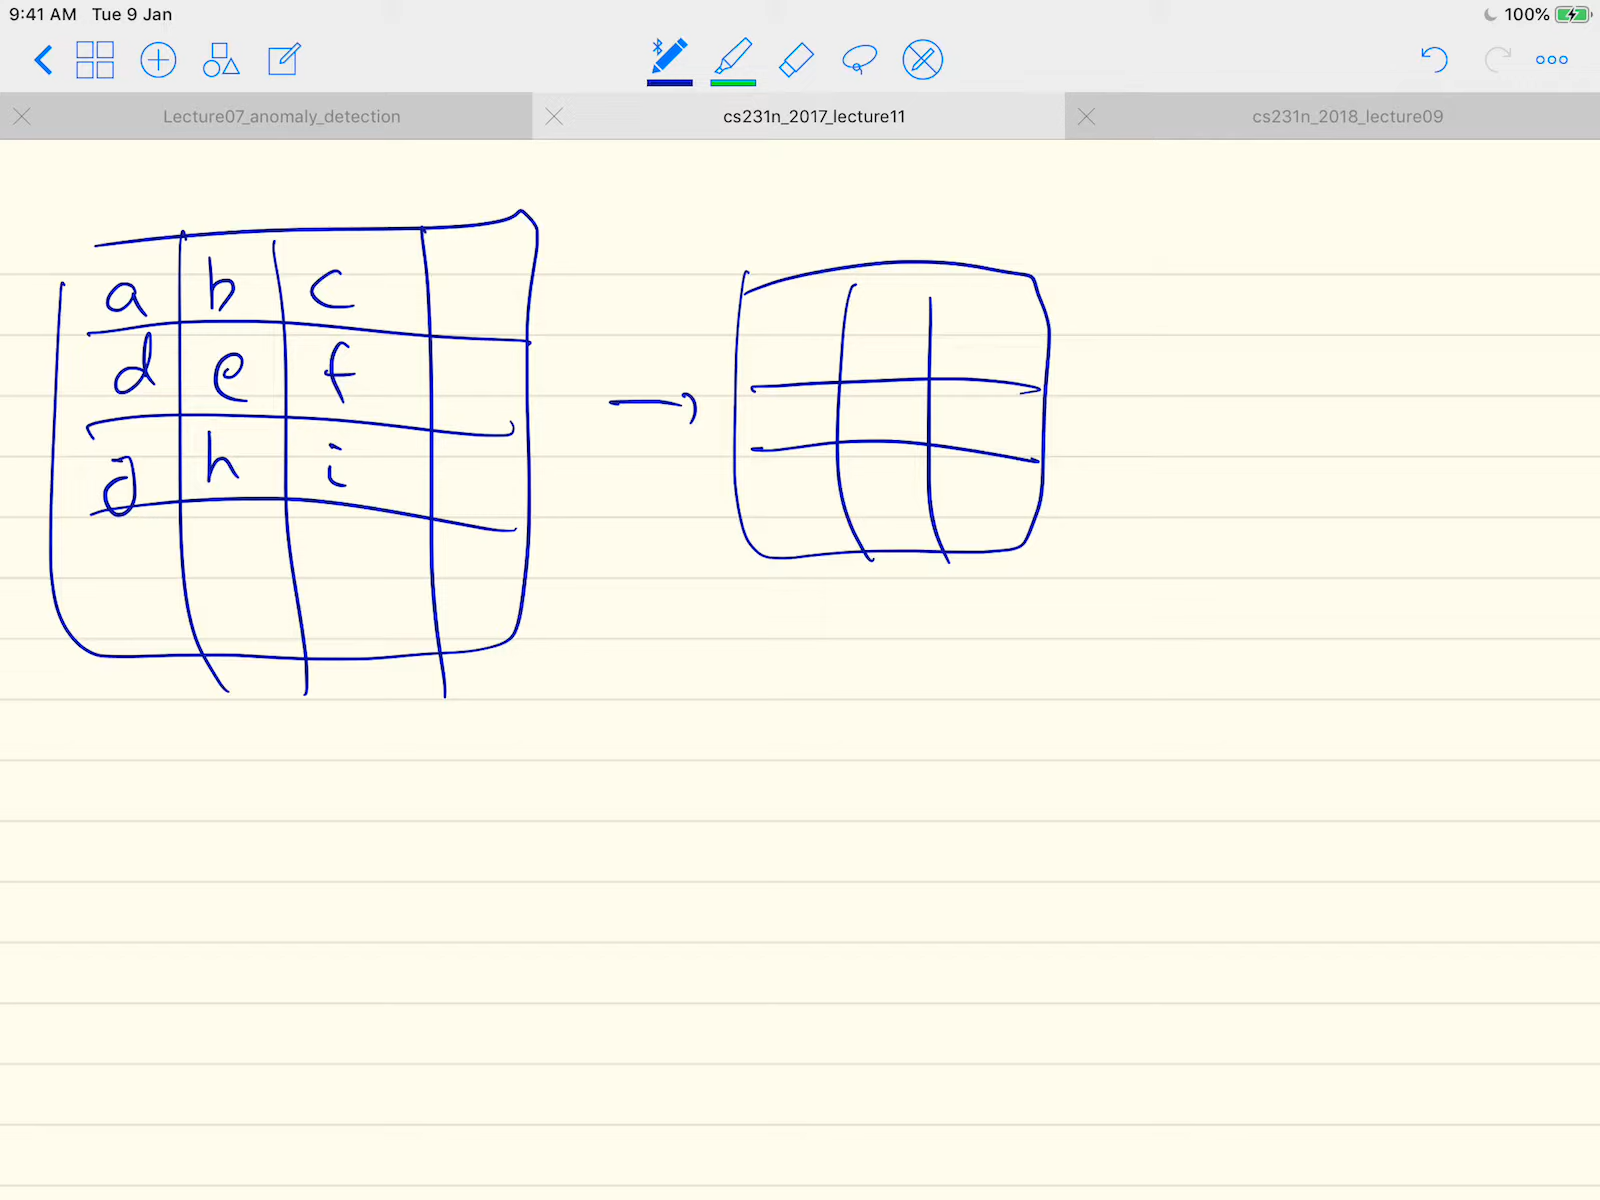 9:41 AM Tue 9 Jan 100%
Lecture07_anomaly_detection cs231n_2017_lecture11 cs231n_2018_lecture09
a b c
d e f
g h i